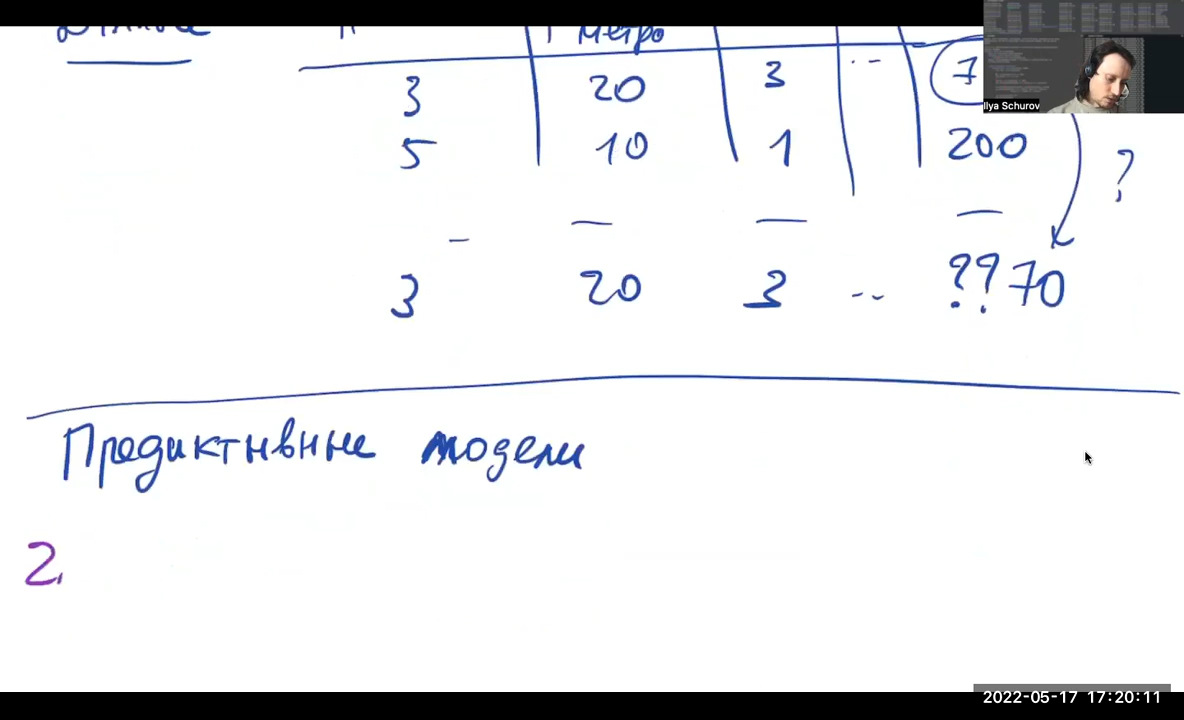 метро
3 20 3 -- 7
Ilya Schurov
5 10 1 200
?
3 20 3 -- ?? 70
Предиктивные модели
2.
2022-05-17 17:20:11